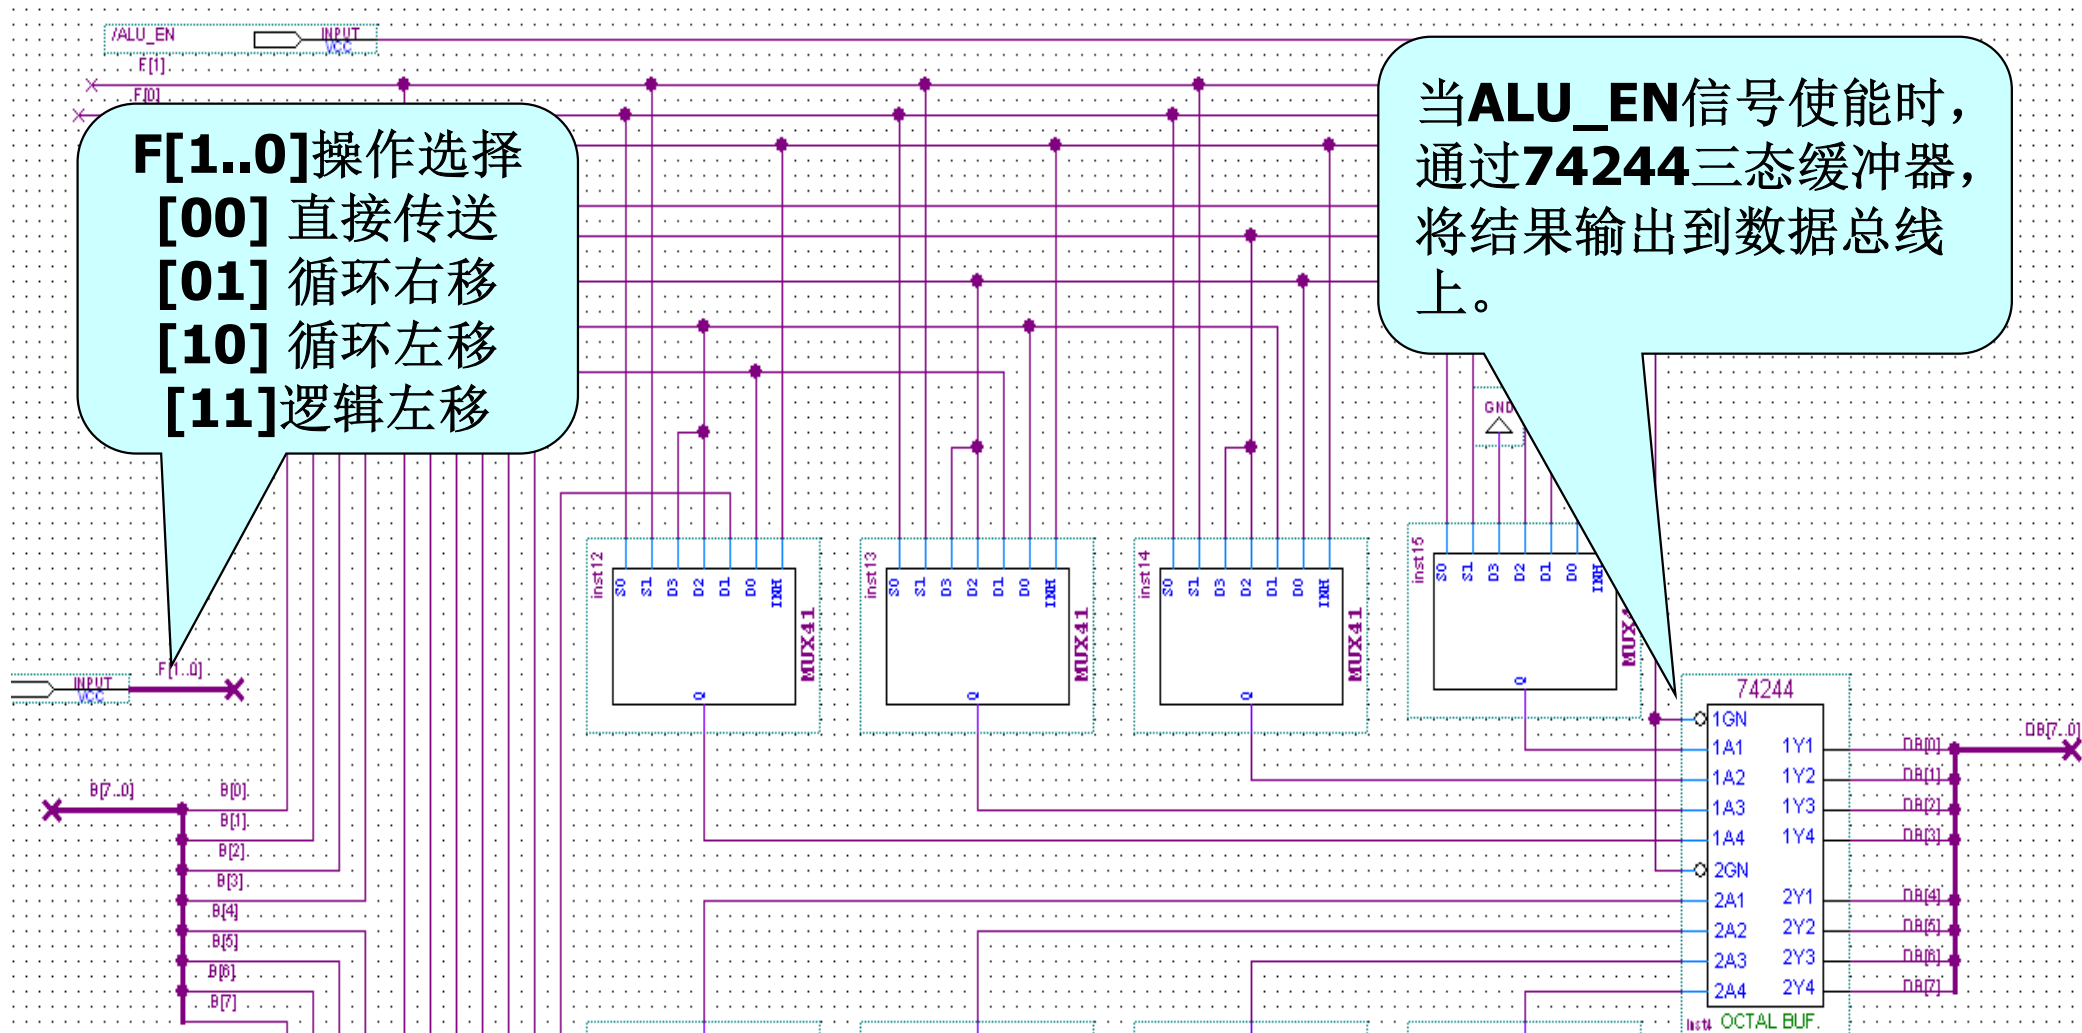 /ALU_EN
INPUT
VCC
F[1]
F[0]
F[1..0]操作选择
[00] 直接传送
[01] 循环右移
[10] 循环左移
[11]逻辑左移
当ALU_EN信号使能时，
通过74244三态缓冲器，
将结果输出到数据总线
上。
GND
inst12
S0
S1
D3
D2
D1
D0
INH
MUX41
Q
inst13
S0
S1
D3
D2
D1
D0
INH
MUX41
Q
inst14
S0
S1
D3
D2
D1
D0
INH
MUX41
Q
inst15
S0
S1
D3
D2
D1
D0
INH
Q
F[1..0]
INPUT
VCC
B[7..0]
B[0]
B[1]
B[2]
B[3]
B[4]
B[5]
B[6]
B[7]
74244
1GN
1A1 1Y1
1A2 1Y2
1A3 1Y3
1A4 1Y4
2GN
2A1 2Y1
2A2 2Y2
2A3 2Y3
2A4 2Y4
OCTAL BUF.
DB[7..0]
DB[0]
DB[1]
DB[2]
DB[3]
DB[4]
DB[5]
DB[6]
DB[7]